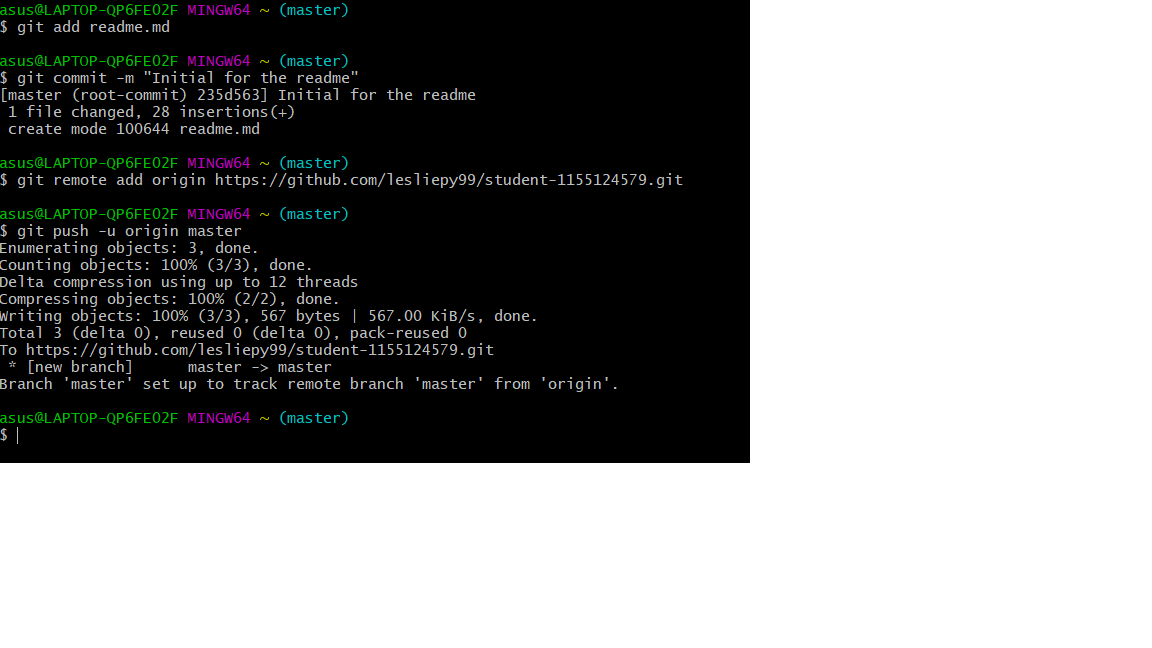 asus@LAPTOP-QP6FE02F MINGW64 ~ (master)
$ git add readme.md
asus@LAPTOP-QP6FE02F MINGW64 ~ (master)
$ git commit -m "Initial for the readme"
[master (root-commit) 235d563] Initial for the readme
 1 file changed, 28 insertions(+)
 create mode 100644 readme.md
asus@LAPTOP-QP6FE02F MINGW64 ~ (master)
$ git remote add origin https://github.com/lesliepy99/student-1155124579.git
asus@LAPTOP-QP6FE02F MINGW64 ~ (master)
$ git push -u origin master
Enumerating objects: 3, done.
Counting objects: 100% (3/3), done.
Delta compression using up to 12 threads
Compressing objects: 100% (2/2), done.
Writing objects: 100% (3/3), 567 bytes | 567.00 KiB/s, done.
Total 3 (delta 0), reused 0 (delta 0), pack-reused 0
To https://github.com/lesliepy99/student-1155124579.git
 * [new branch]      master -> master
Branch 'master' set up to track remote branch 'master' from 'origin'.
asus@LAPTOP-QP6FE02F MINGW64 ~ (master)
$